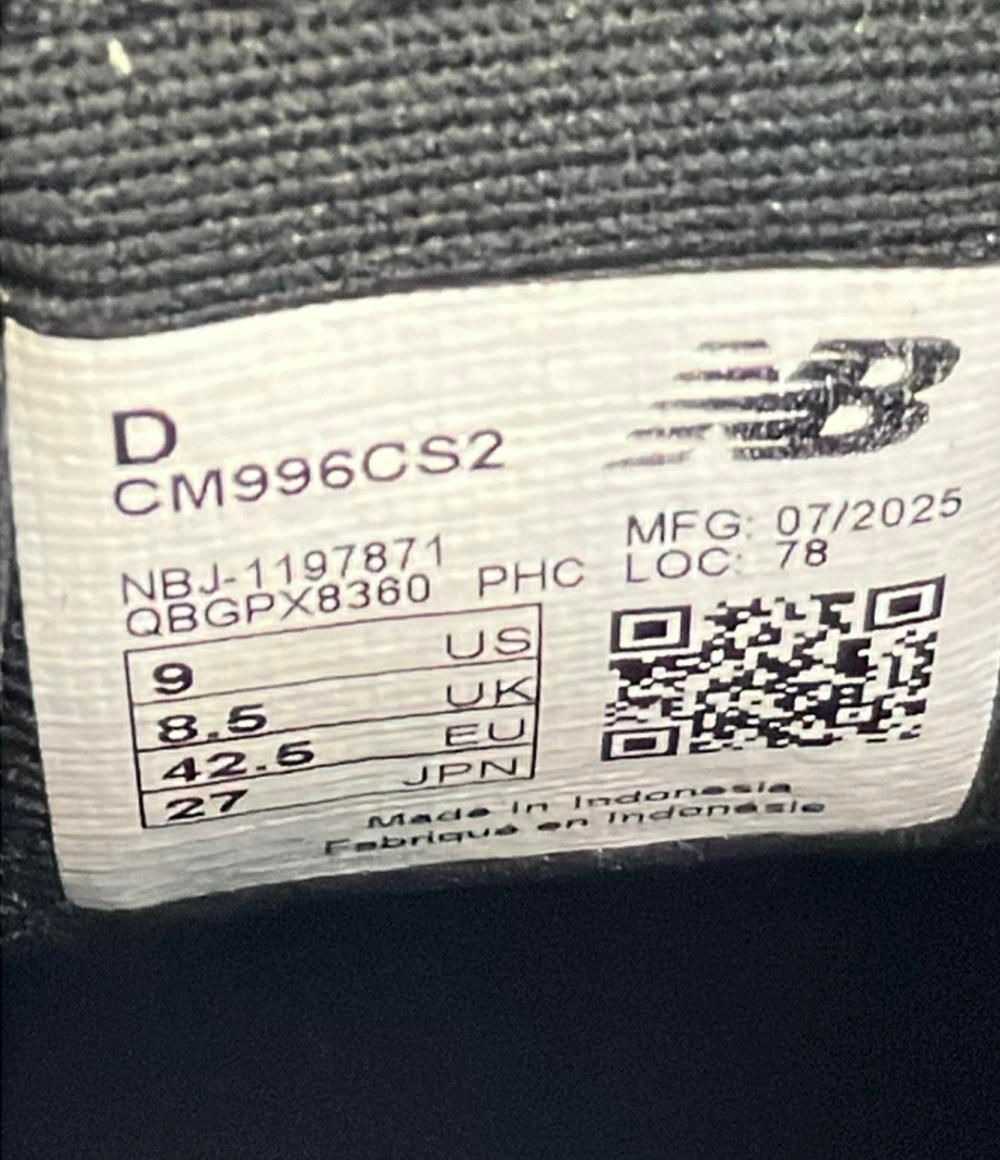 NB
D
CM996CS2
MFG: 07/2025
NBJ-1197871
QBGPX8360 PHC LOC: 78
9 US
8.5 UK
42.5 EU
27 JPN
Made in Indonesia
Fabriqué en Indonésie